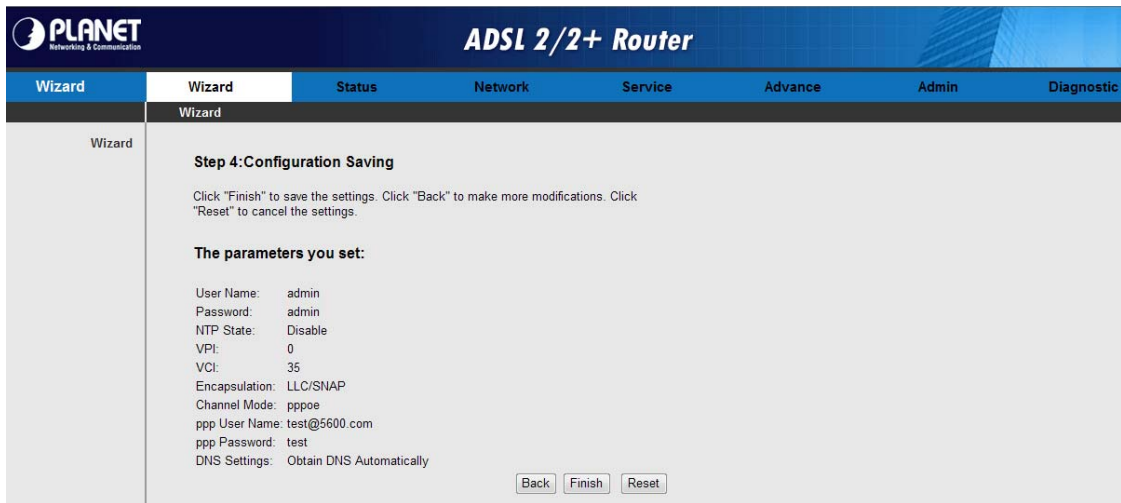 PLANET
Networking & Communication
ADSL 2/2+ Router
Wizard
Wizard Status Network Service Advance Admin Diagnostic
Wizard
Wizard
Step 4:Configuration Saving
Click "Finish" to save the settings. Click "Back" to make more modifications. Click
"Reset" to cancel the settings.
The parameters you set:
User Name: admin
Password: admin
NTP State: Disable
VPI: 0
VCI: 35
Encapsulation: LLC/SNAP
Channel Mode: pppoe
ppp User Name: test@5600.com
ppp Password: test
DNS Settings: Obtain DNS Automatically
Back Finish Reset